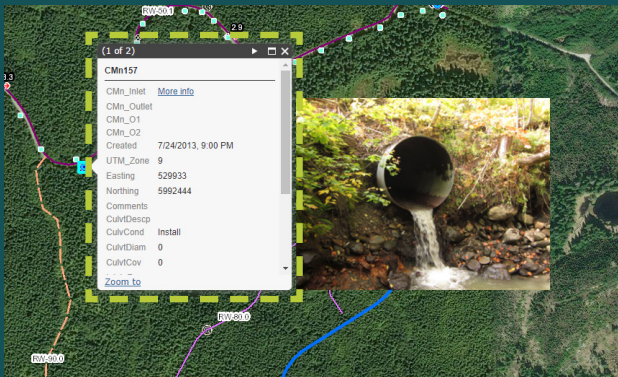 RW-50.1
2.9
(1 of 2)
CMn157
3.3
CMn_Inlet More info
CMn_Outlet
CMn_O1
CMn_O2
Created 7/24/2013, 9:00 PM
UTM_Zone 9
Easting 529933
Northing 5992444
Comments
CulvtDescp
CulvCond Install
CulvtDiam 0
CulvtCov 0
Zoom to
RW-80.0
RW-90.0